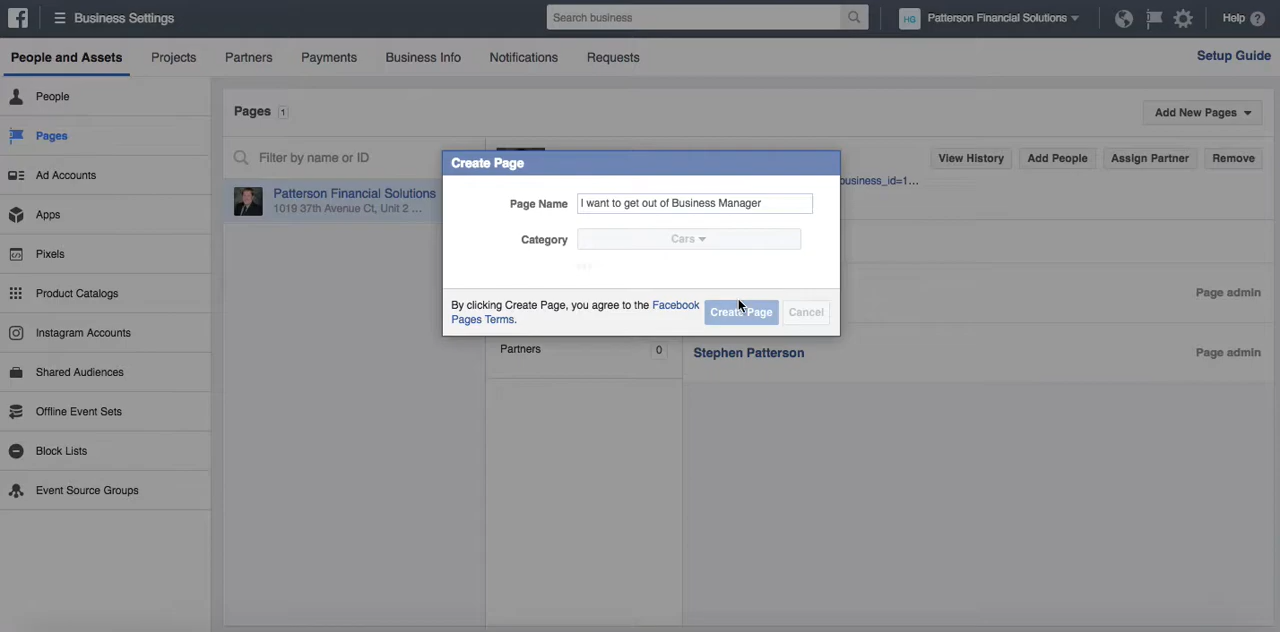 Business Settings
Search business
HG
Patterson Financial Solutions
Help ?
People and Assets
Projects
Partners
Payments
Business Info
Notifications
Requests
Setup Guide
People
Pages
Ad Accounts
Apps
Pixels
Product Catalogs
Instagram Accounts
Shared Audiences
Offline Event Sets
Block Lists
Event Source Groups
Pages 1
Add New Pages
Filter by name or ID
Patterson Financial Solutions
1019 37th Avenue Ct, Unit 2 ...
View History
Add People
Assign Partner
Remove
business_id=1...
Create Page
Page Name
I want to get out of Business Manager
Category
Cars
By clicking Create Page, you agree to the Facebook
Pages Terms.
Create Page
Cancel
Page admin
Partners
0
Stephen Patterson
Page admin